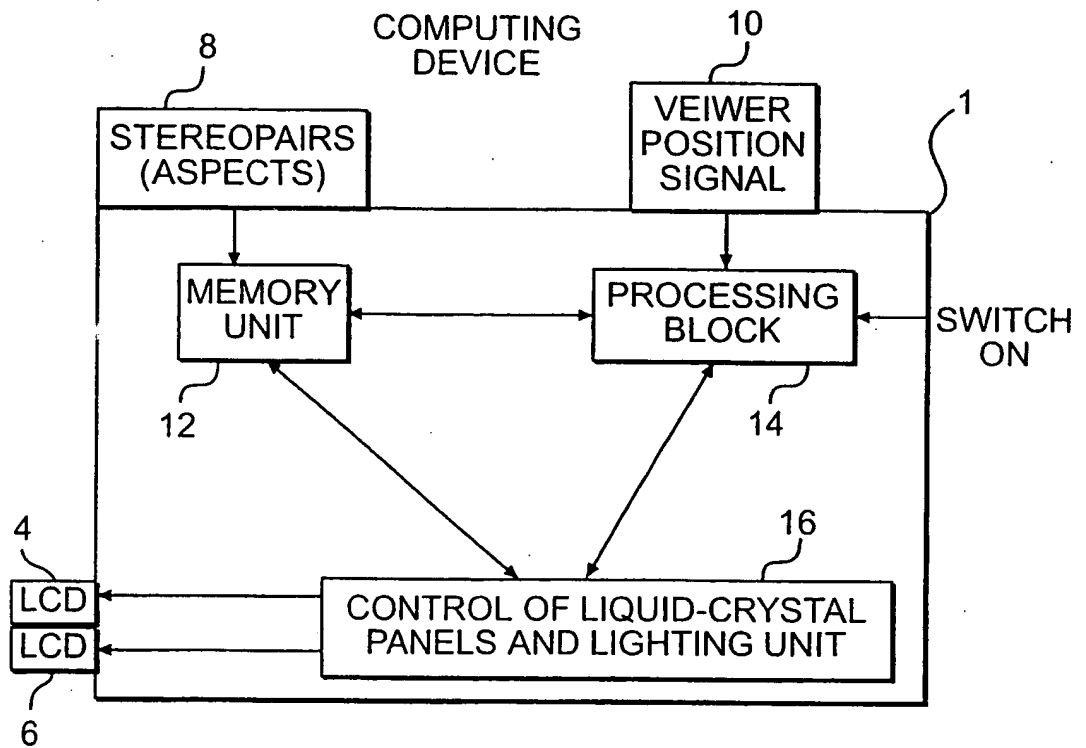 COMPUTING
DEVICE
8
10
1
STEREOPAIRS
(ASPECTS)
VEIWER
POSITION
SIGNAL
MEMORY
UNIT
PROCESSING
BLOCK
SWITCH
ON
12
14
4
16
LCD
LCD
CONTROL OF LIQUID-CRYSTAL
PANELS AND LIGHTING UNIT
6